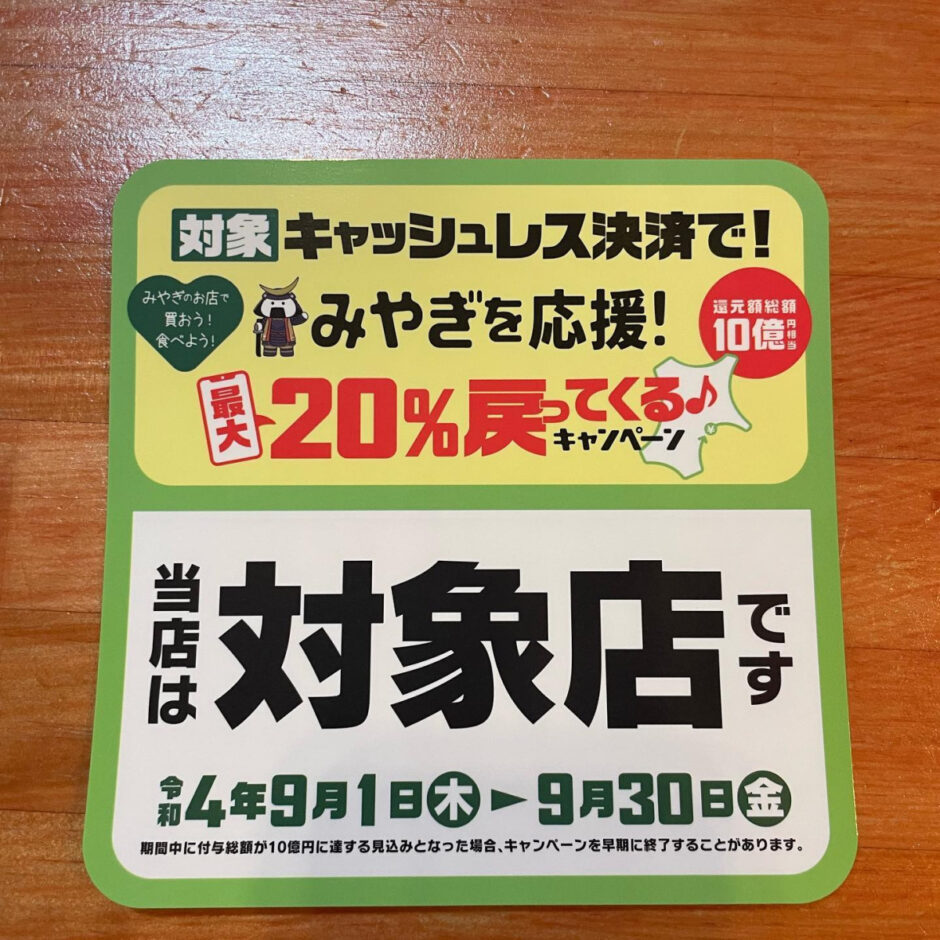 対象 キャッシュレス決済で!
みやぎのお店で
買おう!
食べよう!
みやぎを応援!
還元額総額
10億円相当
最大
20%戻ってくる♪
キャンペーン
¥
当店は
対象店
です
令和4年9月1日木►9月30日金
期間中に付与総額が10億円に達する見込みとなった場合、キャンペーンを早期に終了することがあります。